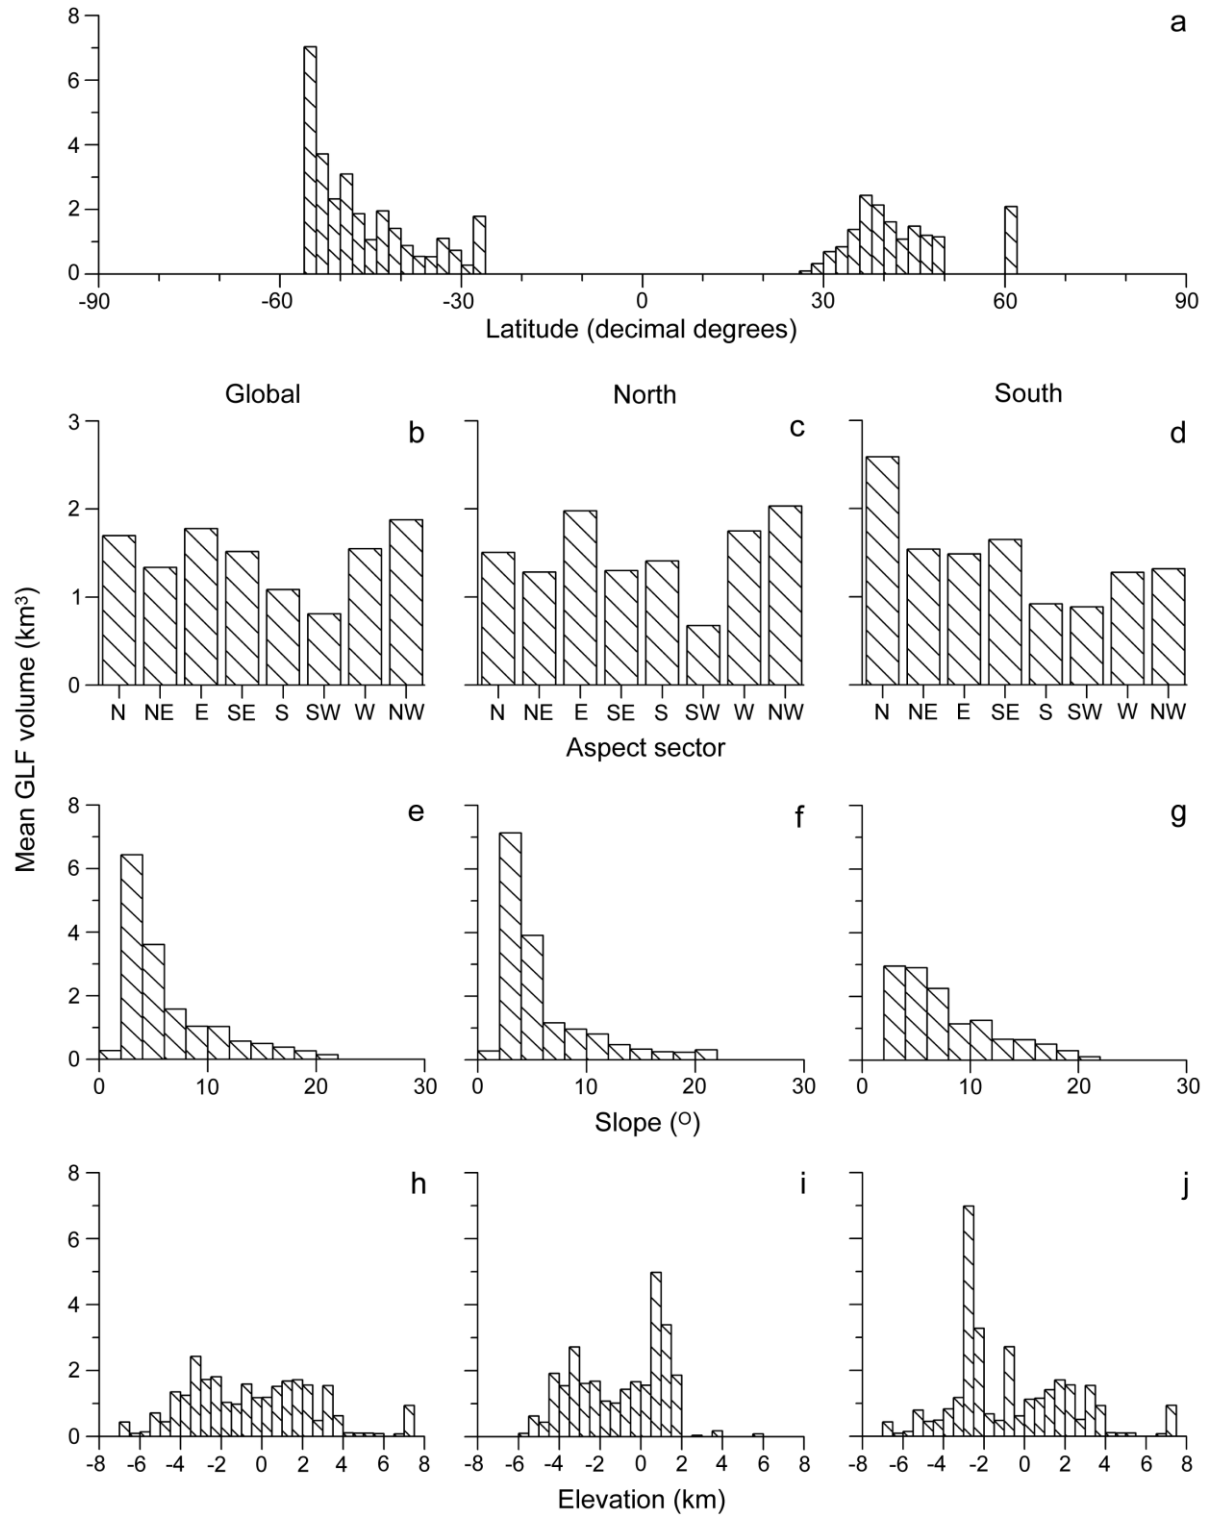 8 a
6
4
2
0
-90 -60 -30 0 30 60 90
Latitude (decimal degrees)
Mean GLF volume (km³)
Global North South
3 b c d
2
1
0
N NE E SE S SW W NW N NE E SE S SW W NW N NE E SE S SW W NW
Aspect sector
8 e f g
6
4
2
0
0 10 20 30 0 10 20 30 0 10 20 30
Slope (O)
8 h i j
6
4
2
0
-8 -6 -4 -2 0 2 4 6 8 -8 -6 -4 -2 0 2 4 6 8 -8 -6 -4 -2 0 2 4 6 8
Elevation (km)